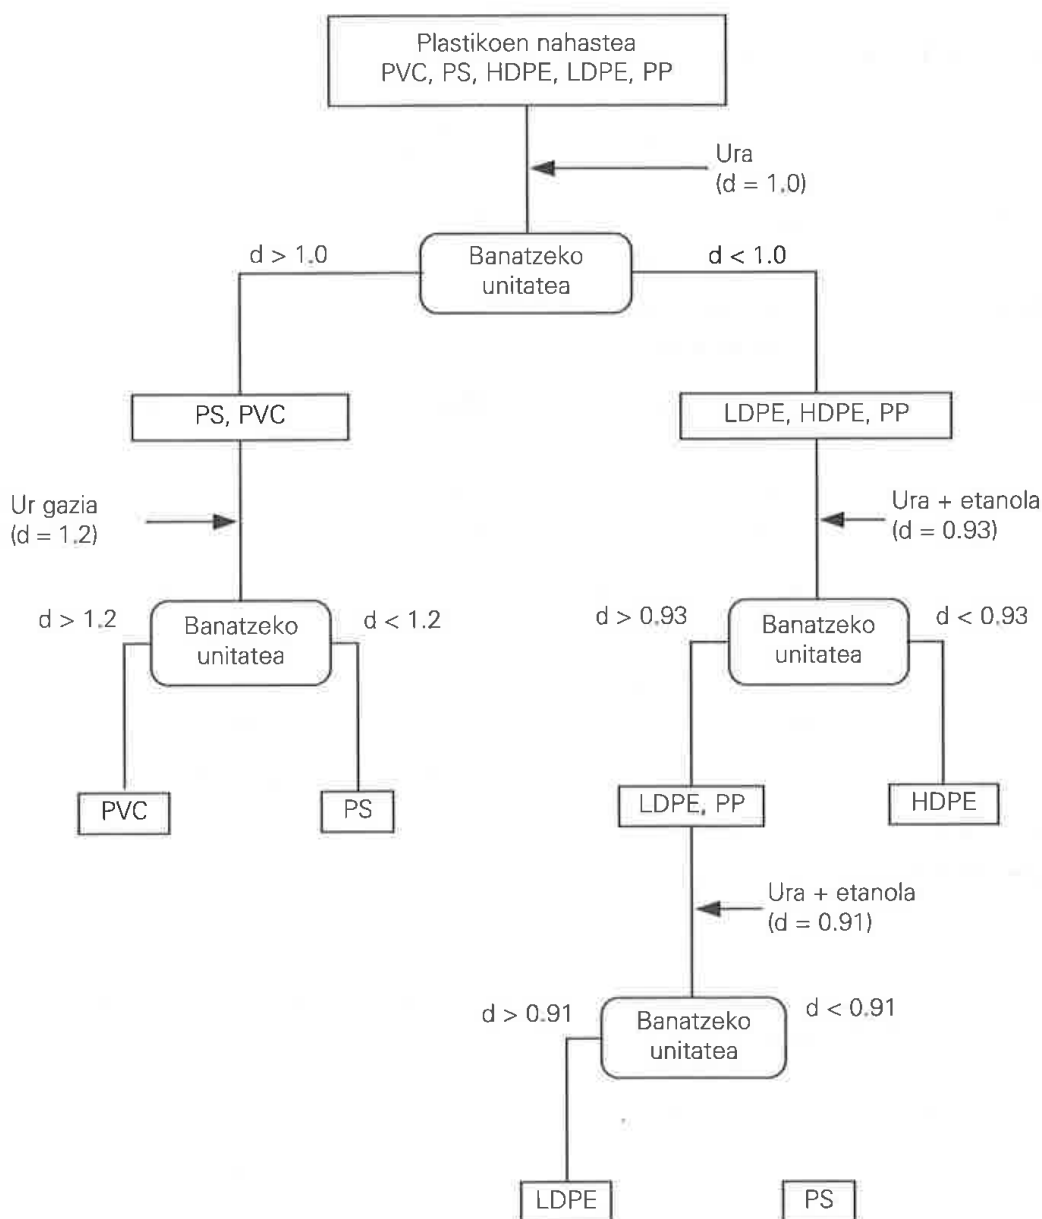 Plastikoen nahastea
PVC, PS, HDPE, LDPE, PP
Ura
(d = 1.0)
d > 1.0
Banatzeko
unitatea
d < 1.0
PS, PVC
LDPE, HDPE, PP
Ur gazia
(d = 1.2)
Ura + etanola
(d = 0.93)
d > 1.2
Banatzeko
unitatea
d < 1.2
d > 0.93
Banatzeko
unitatea
d < 0.93
PVC
PS
LDPE, PP
HDPE
Ura + etanola
(d = 0.91)
d > 0.91
Banatzeko
unitatea
d < 0.91
LDPE
PS